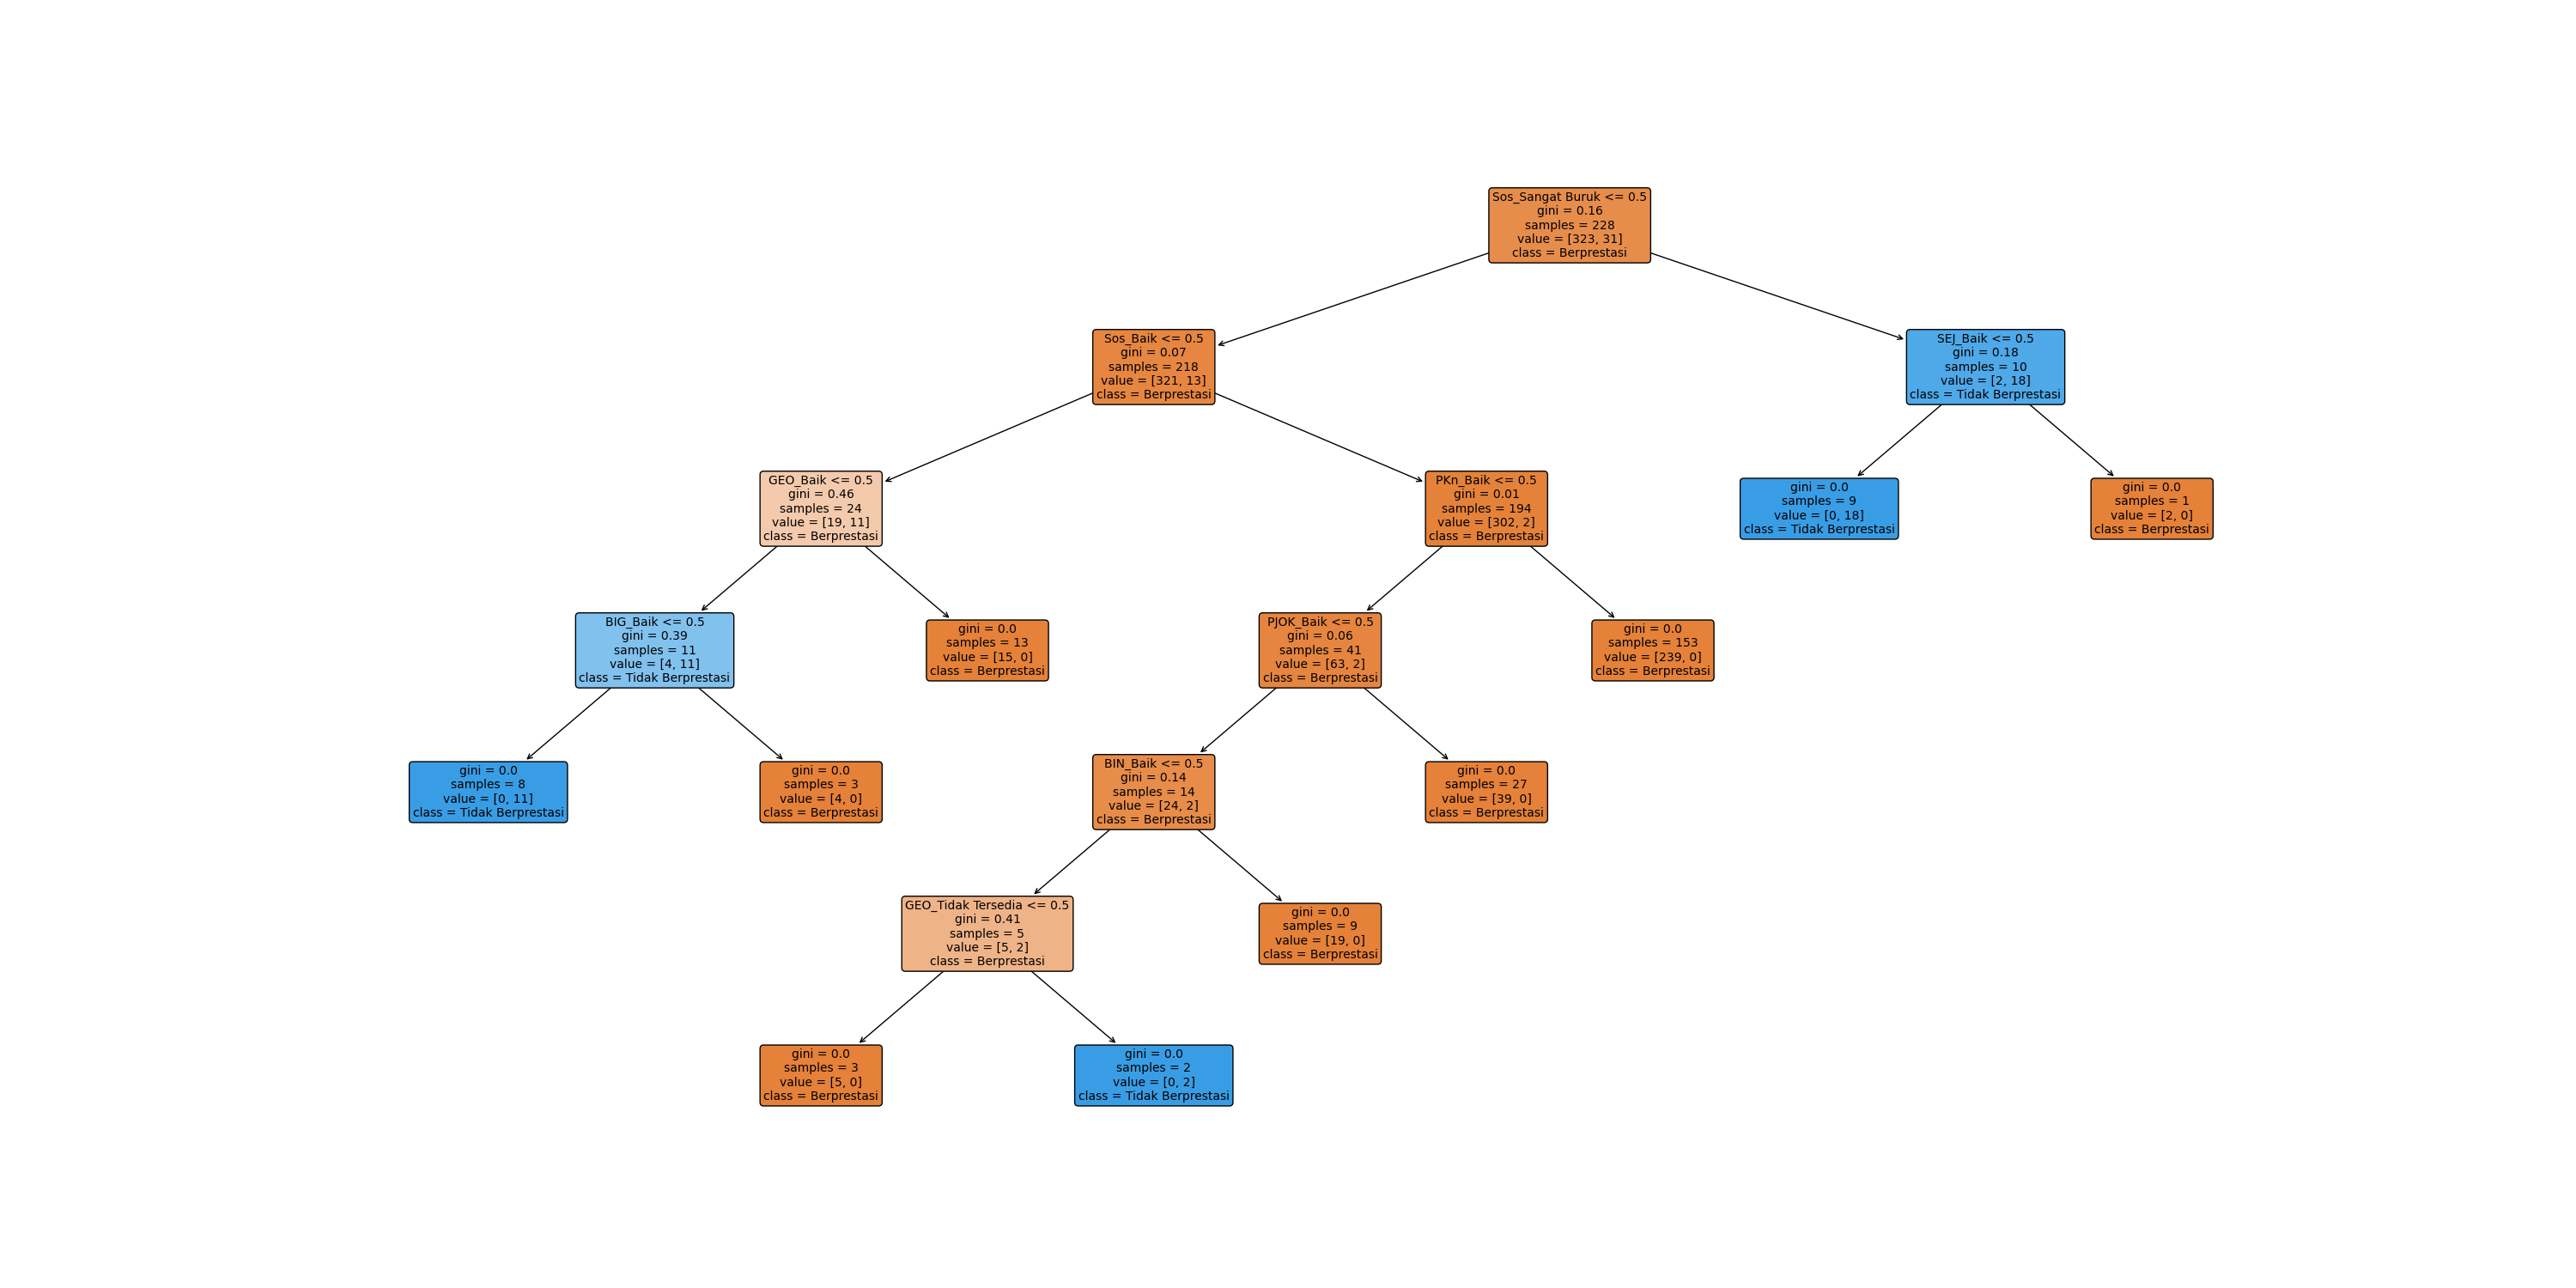 Sos_Sangat Buruk <= 0.5
gini = 0.16
samples = 228
value = [323, 31]
class = Berprestasi
Sos_Baik <= 0.5
gini = 0.07
samples = 218
value = [321, 13]
class = Berprestasi
SEJ_Baik <= 0.5
gini = 0.18
samples = 10
value = [2, 18]
class = Tidak Berprestasi
GEO_Baik <= 0.5
gini = 0.46
samples = 24
value = [19, 11]
class = Berprestasi
PKn_Baik <= 0.5
gini = 0.01
samples = 194
value = [302, 2]
class = Berprestasi
gini = 0.0
samples = 9
value = [0, 18]
class = Tidak Berprestasi
gini = 0.0
samples = 1
value = [2, 0]
class = Berprestasi
BIG_Baik <= 0.5
gini = 0.39
samples = 11
value = [4, 11]
class = Tidak Berprestasi
gini = 0.0
samples = 13
value = [15, 0]
class = Berprestasi
PJOK_Baik <= 0.5
gini = 0.06
samples = 41
value = [63, 2]
class = Berprestasi
gini = 0.0
samples = 153
value = [239, 0]
class = Berprestasi
gini = 0.0
samples = 8
value = [0, 11]
class = Tidak Berprestasi
gini = 0.0
samples = 3
value = [4, 0]
class = Berprestasi
BIN_Baik <= 0.5
gini = 0.14
samples = 14
value = [24, 2]
class = Berprestasi
gini = 0.0
samples = 27
value = [39, 0]
class = Berprestasi
GEO_Tidak Tersedia <= 0.5
gini = 0.41
samples = 5
value = [5, 2]
class = Berprestasi
gini = 0.0
samples = 9
value = [19, 0]
class = Berprestasi
gini = 0.0
samples = 3
value = [5, 0]
class = Berprestasi
gini = 0.0
samples = 2
value = [0, 2]
class = Tidak Berprestasi